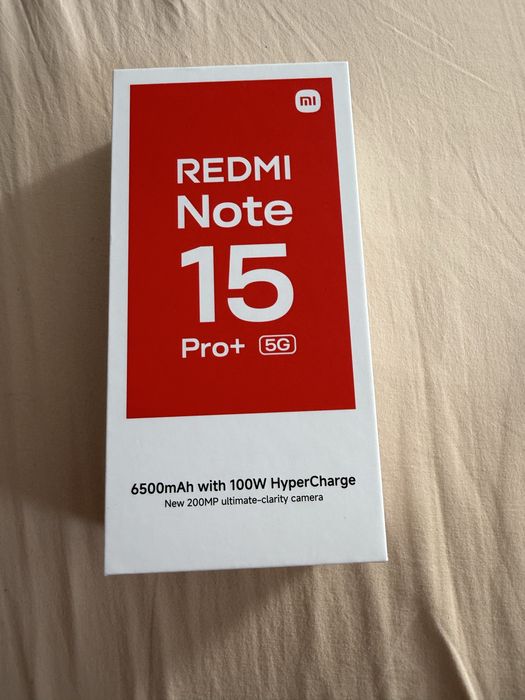 mi
REDMI
Note
15
Pro+ 5G
6500mAh with 100W HyperCharge
New 200MP ultimate-clarity camera